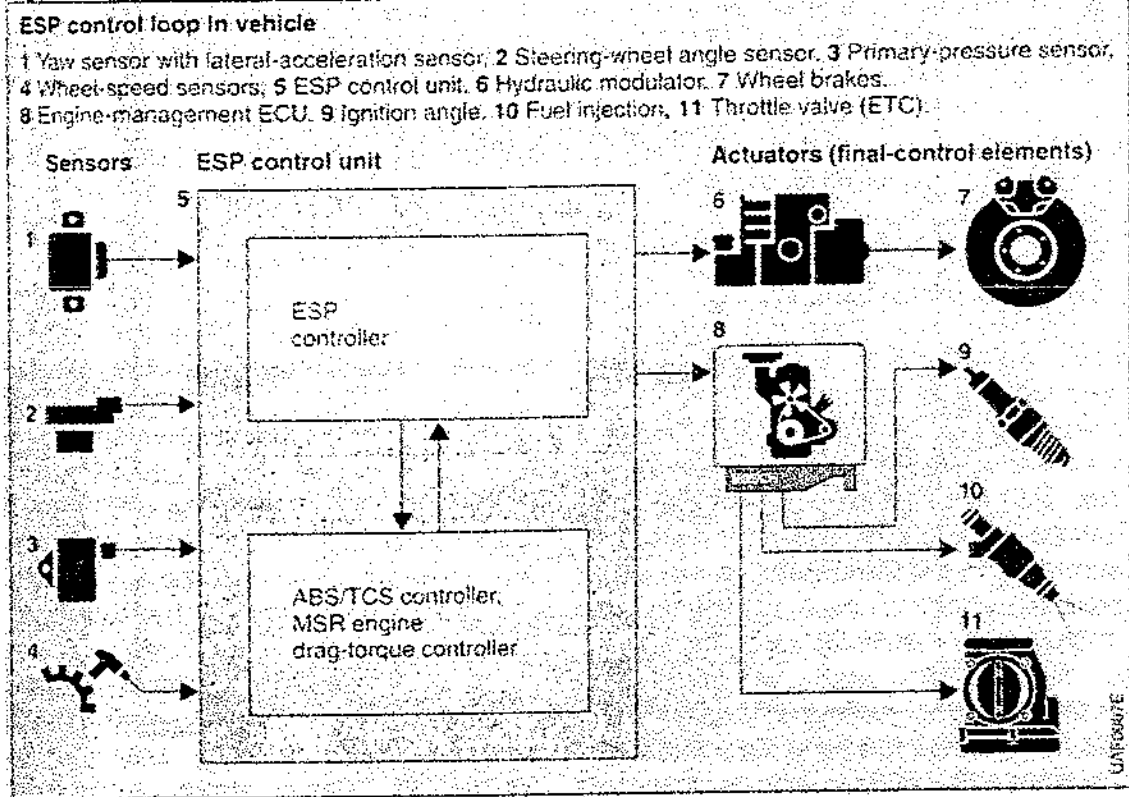 ESP control loop in vehicle
1 Yaw sensor with lateral-acceleration sensor, 2 Steering-wheel angle sensor, 3 Primary-pressure sensor,
4 Wheel-speed sensors, 5 ESP control unit, 6 Hydraulic modulator, 7 Wheel brakes.
8 Engine-management ECU, 9 Ignition angle, 10 Fuel injection, 11 Throttle valve (ETC).
Sensors
ESP control unit
Actuators (final-control elements)
5
6
7
1
ESP
controller
8
9
2
10
3
ABS/TCS controller,
MSR engine
drag-torque controller
11
4